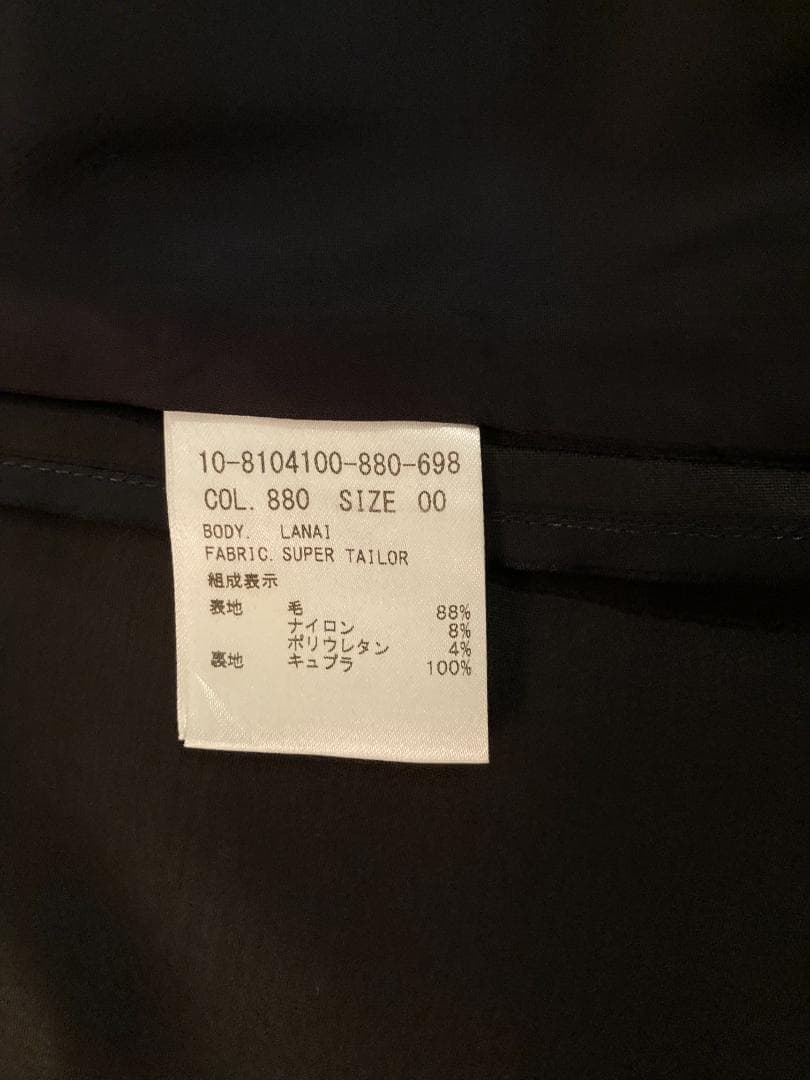 10-8104100-880-698
COL. 880 SIZE 00
BODY. LANAI
FABRIC. SUPER TAILOR
組成表示
表地 毛 88%
ナイロン 8%
ポリウレタン 4%
裏地 キュプラ 100%